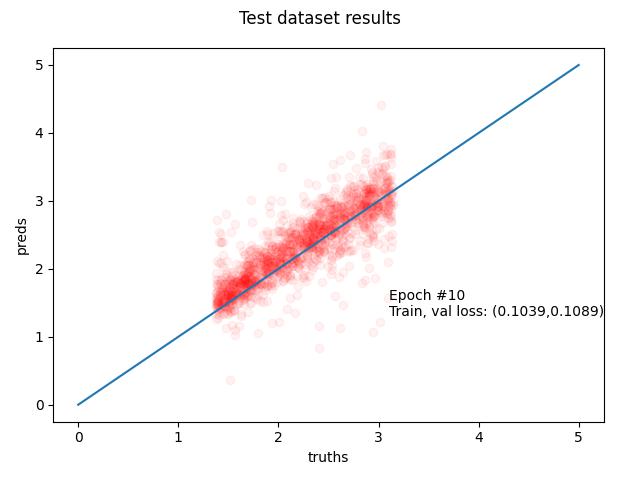 Test dataset results
5
4
3
2
1
0
preds
Epoch #10
Train, val loss: (0.1039,0.1089)
0 1 2 3 4 5
truths